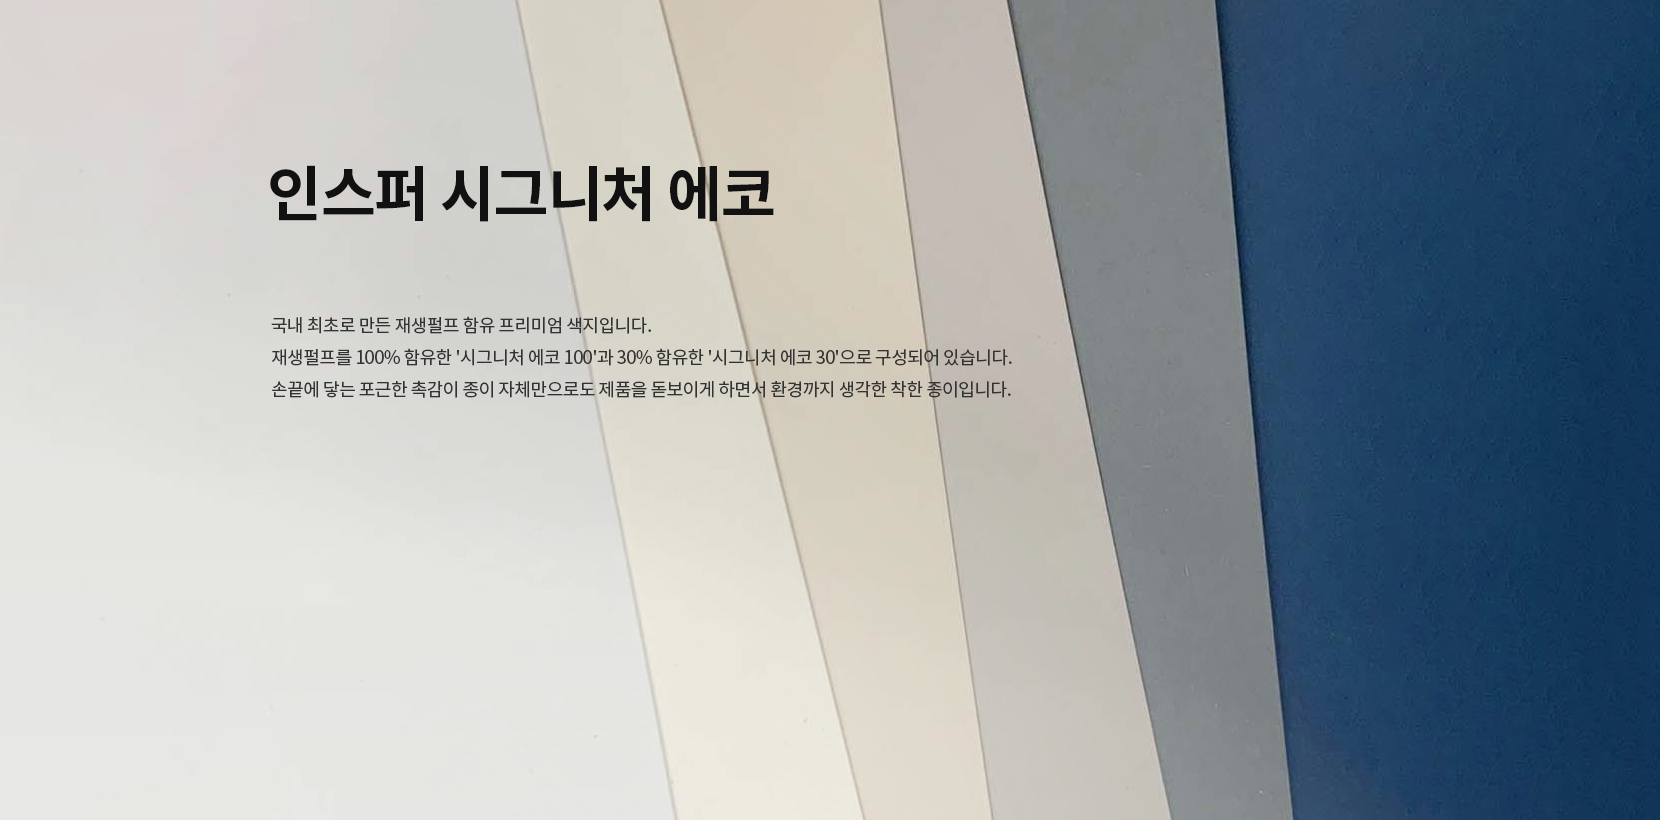 인스퍼 시그니처 에코
국내 최초로 만든 재생펄프 함유 프리미엄 색지입니다.
재생펄프를 100% 함유한 '시그니처 에코 100'과 30% 함유한 '시그니처 에코 30'으로 구성되어 있습니다.
손끝에 닿는 포근한 촉감이 종이 자체만으로도 제품을 돋보이게 하면서 환경까지 생각한 착한 종이입니다.